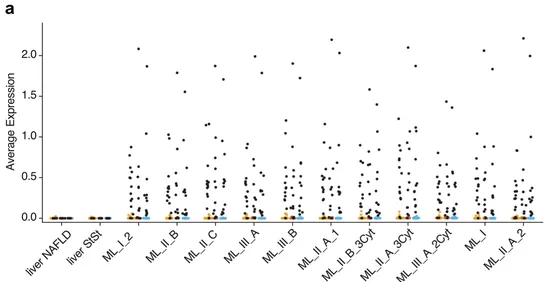 a
Average Expression
2.0
1.5
1.0
0.5
0.0
liver NAFLD
liver StSt
ML_I_2
ML_II_B
ML_II_C
ML_III_A
ML_III_B
ML_II_A_1
ML_II_B_3Cyt
ML_II_A_3Cyt
ML_III_A_2Cyt
ML_I
ML_II_A_2